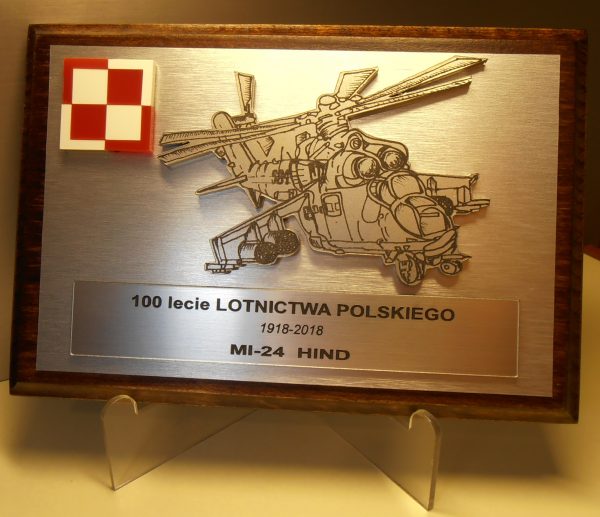 100 lecie LOTNICTWA POLSKIEGO
1918-2018
MI-24 HIND